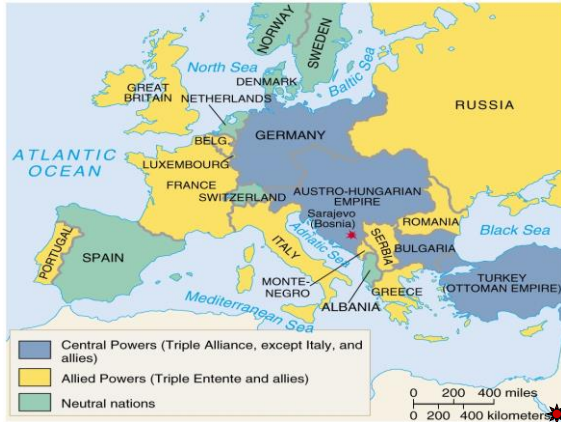 NORWAY
SWEDEN
North Sea
DENMARK
Baltic Sea
GREAT
BRITAIN
NETHERLANDS
RUSSIA
GERMANY
BELG.
ATLANTIC
OCEAN
LUXEMBOURG
FRANCE
SWITZERLAND
AUSTRO-HUNGARIAN
EMPIRE
Sarajevo
(Bosnia)
ROMANIA
Black Sea
SERBIA
BULGARIA
ITALY
Adriatic Sea
PORTUGAL
SPAIN
MONTE-
NEGRO
ALBANIA
GREECE
TURKEY
(OTTOMAN EMPIRE)
Mediterranean Sea
Central Powers (Triple Alliance, except Italy, and
allies)
Allied Powers (Triple Entente and allies)
Neutral nations
0 200 400 miles
0 200 400 kilometers